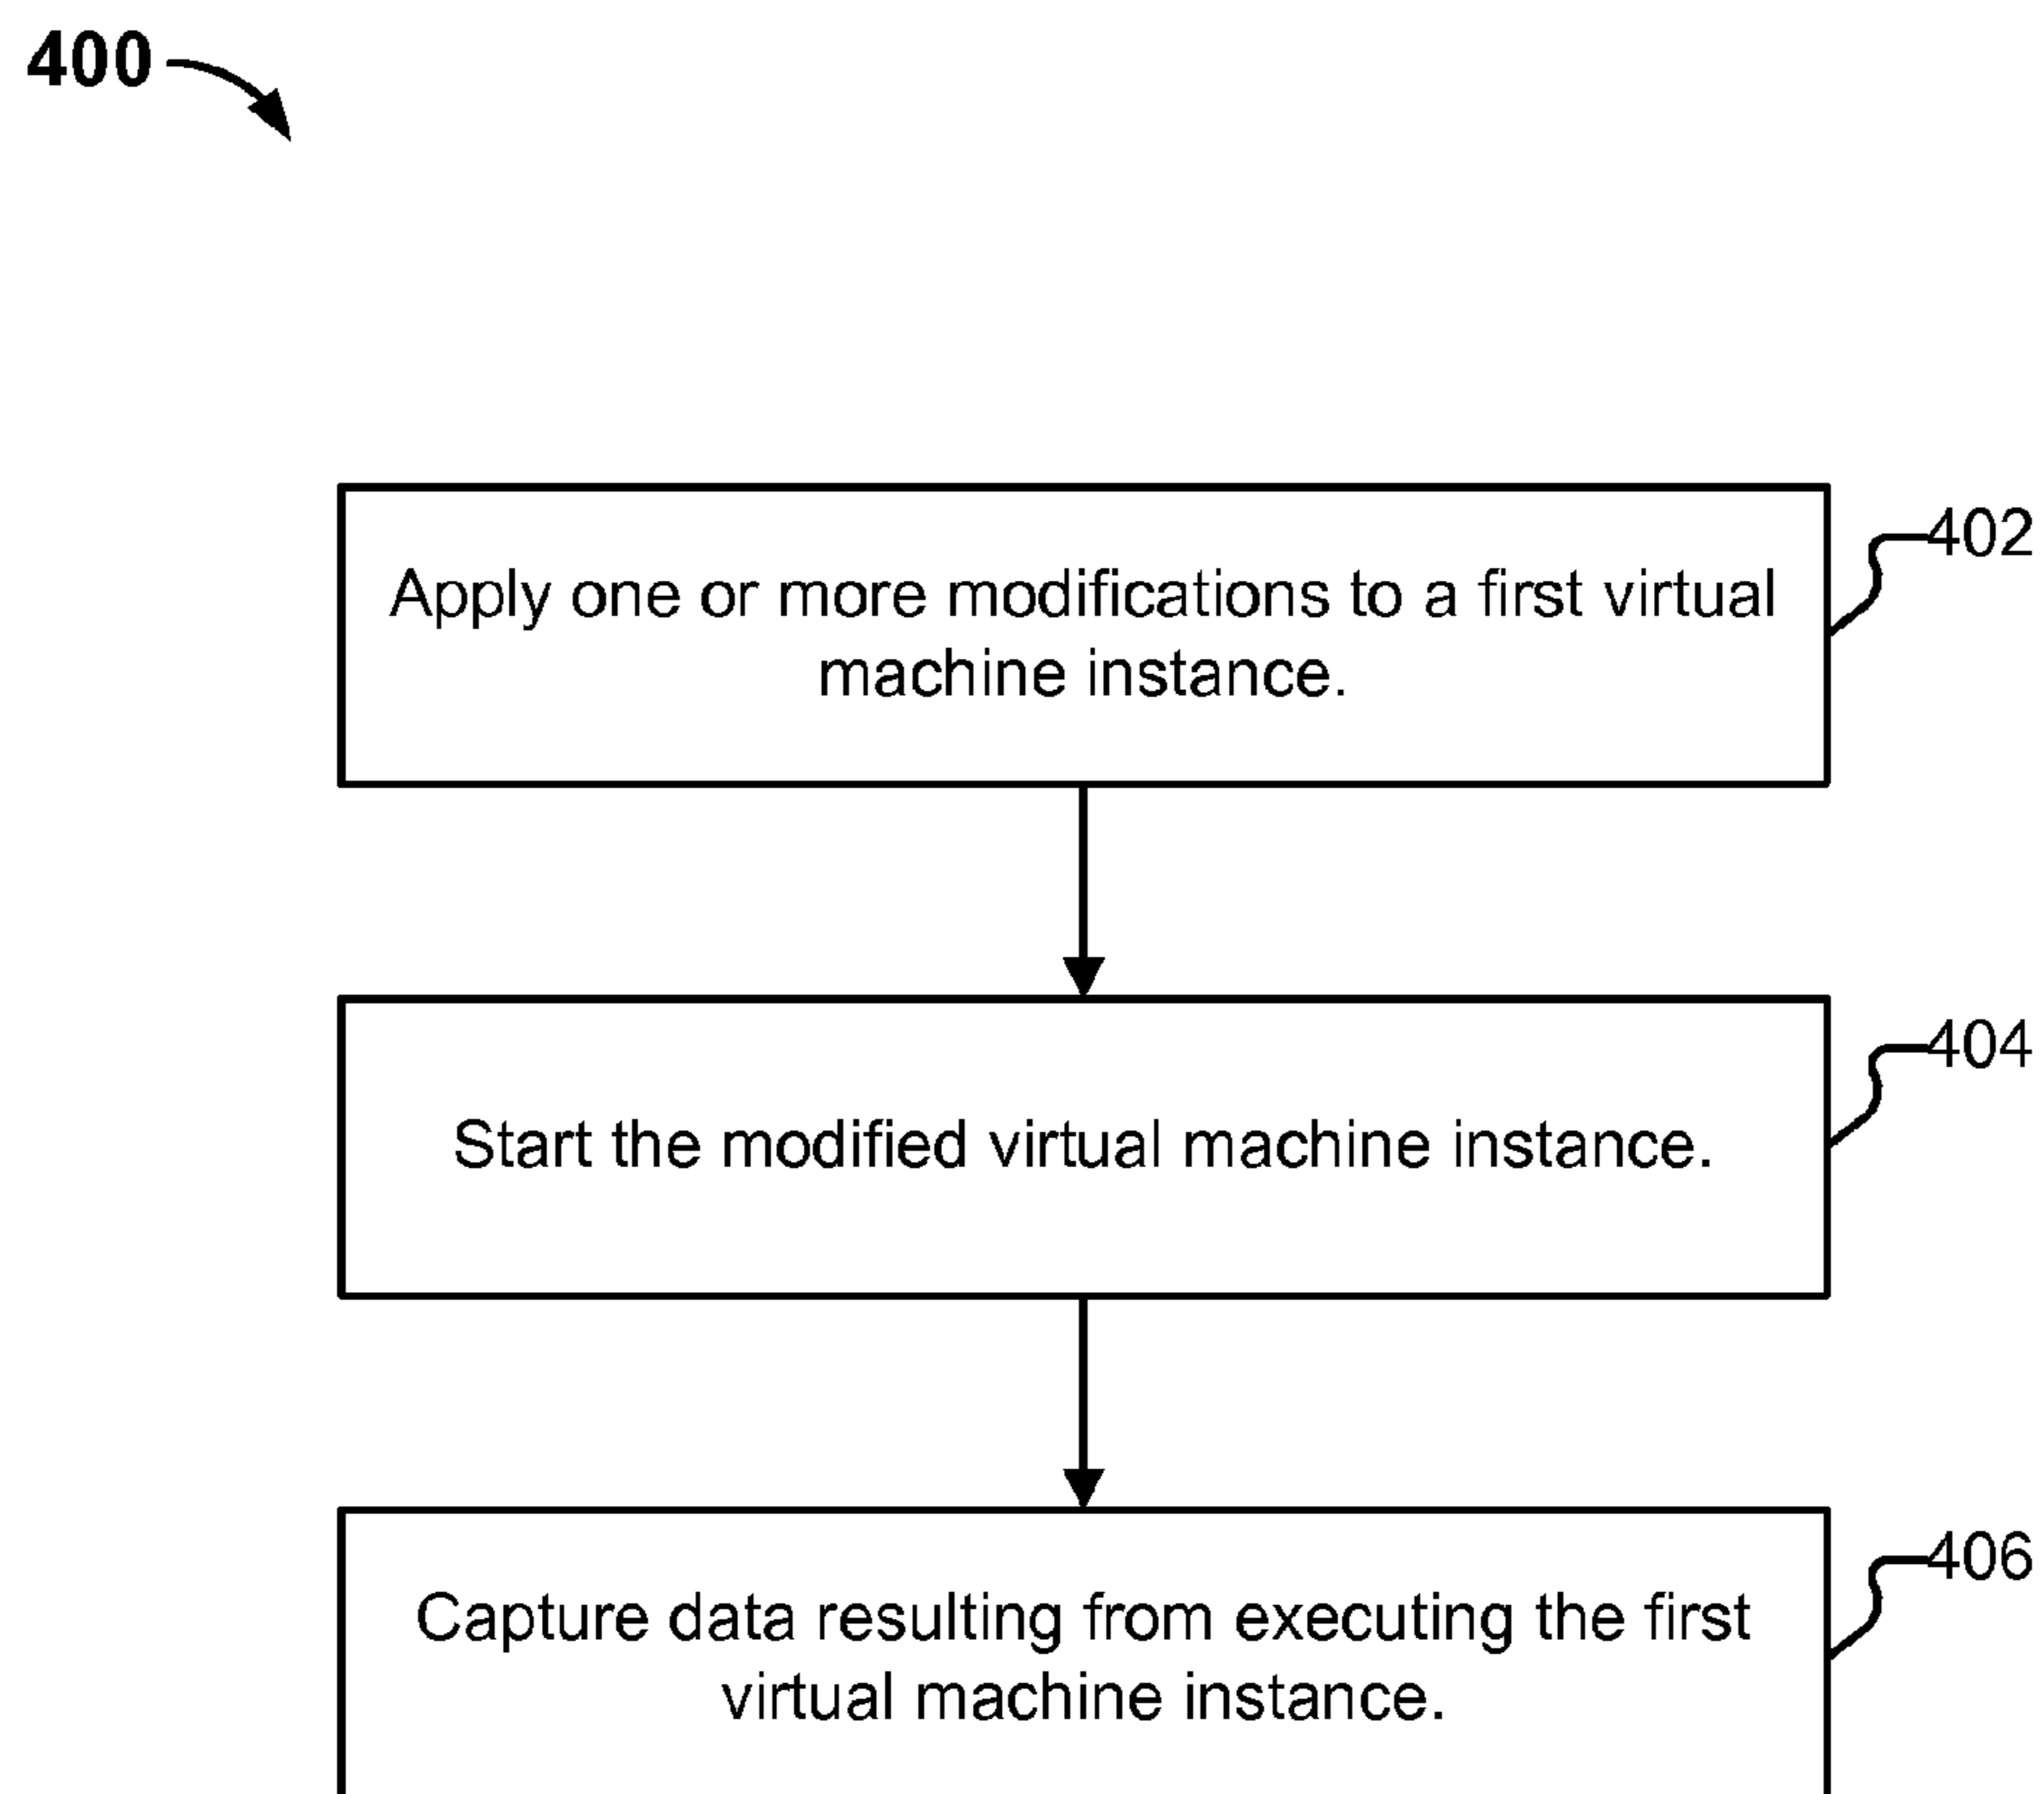 400
402
Apply one or more modifications to a first virtual
machine instance.
404
Start the modified virtual machine instance.
406
Capture data resulting from executing the first
virtual machine instance.